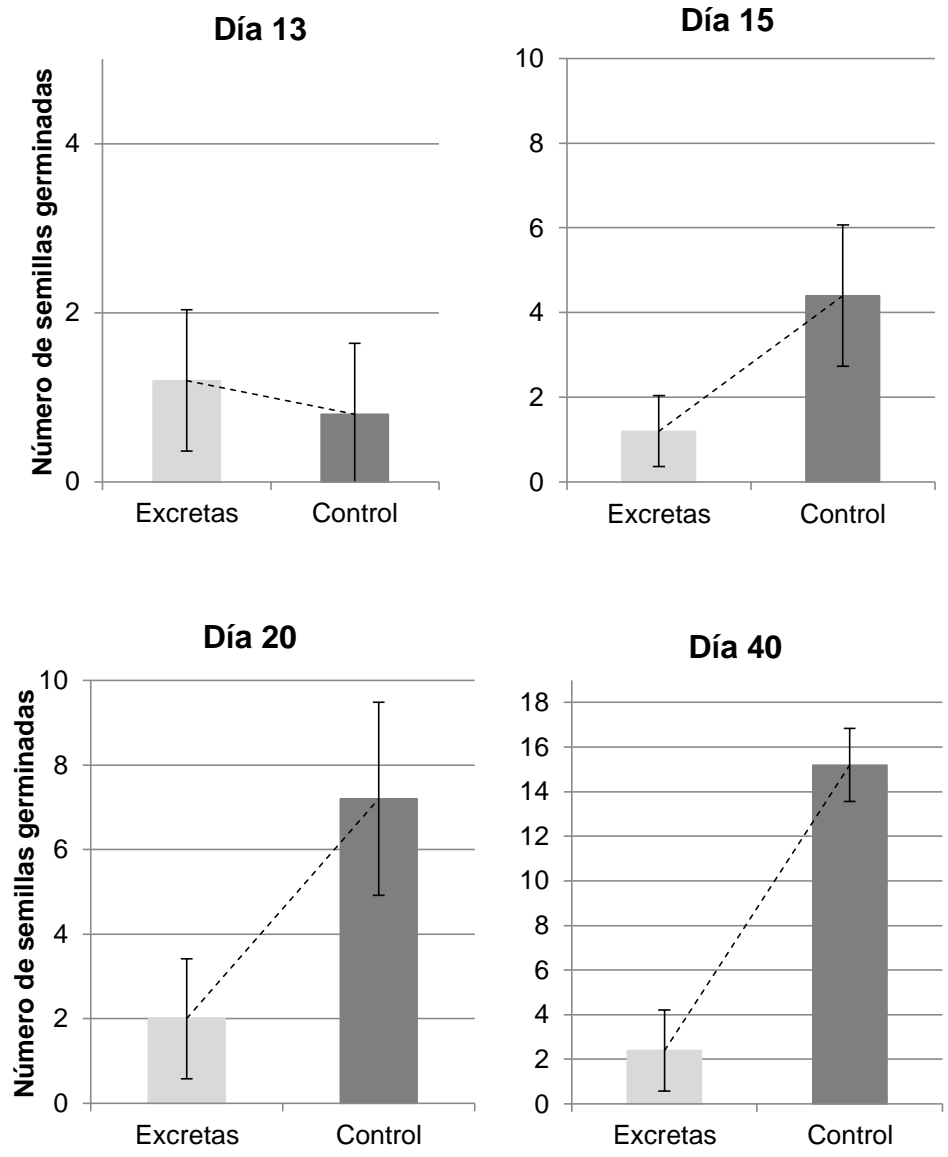 Día 13
Número de semillas germinadas
4
2
0
Excretas Control
Día 15
10
8
6
4
2
0
Excretas Control
Día 20
Número de semillas germinadas
10
8
6
4
2
0
Excretas Control
Día 40
18
16
14
12
10
8
6
4
2
0
Excretas Control